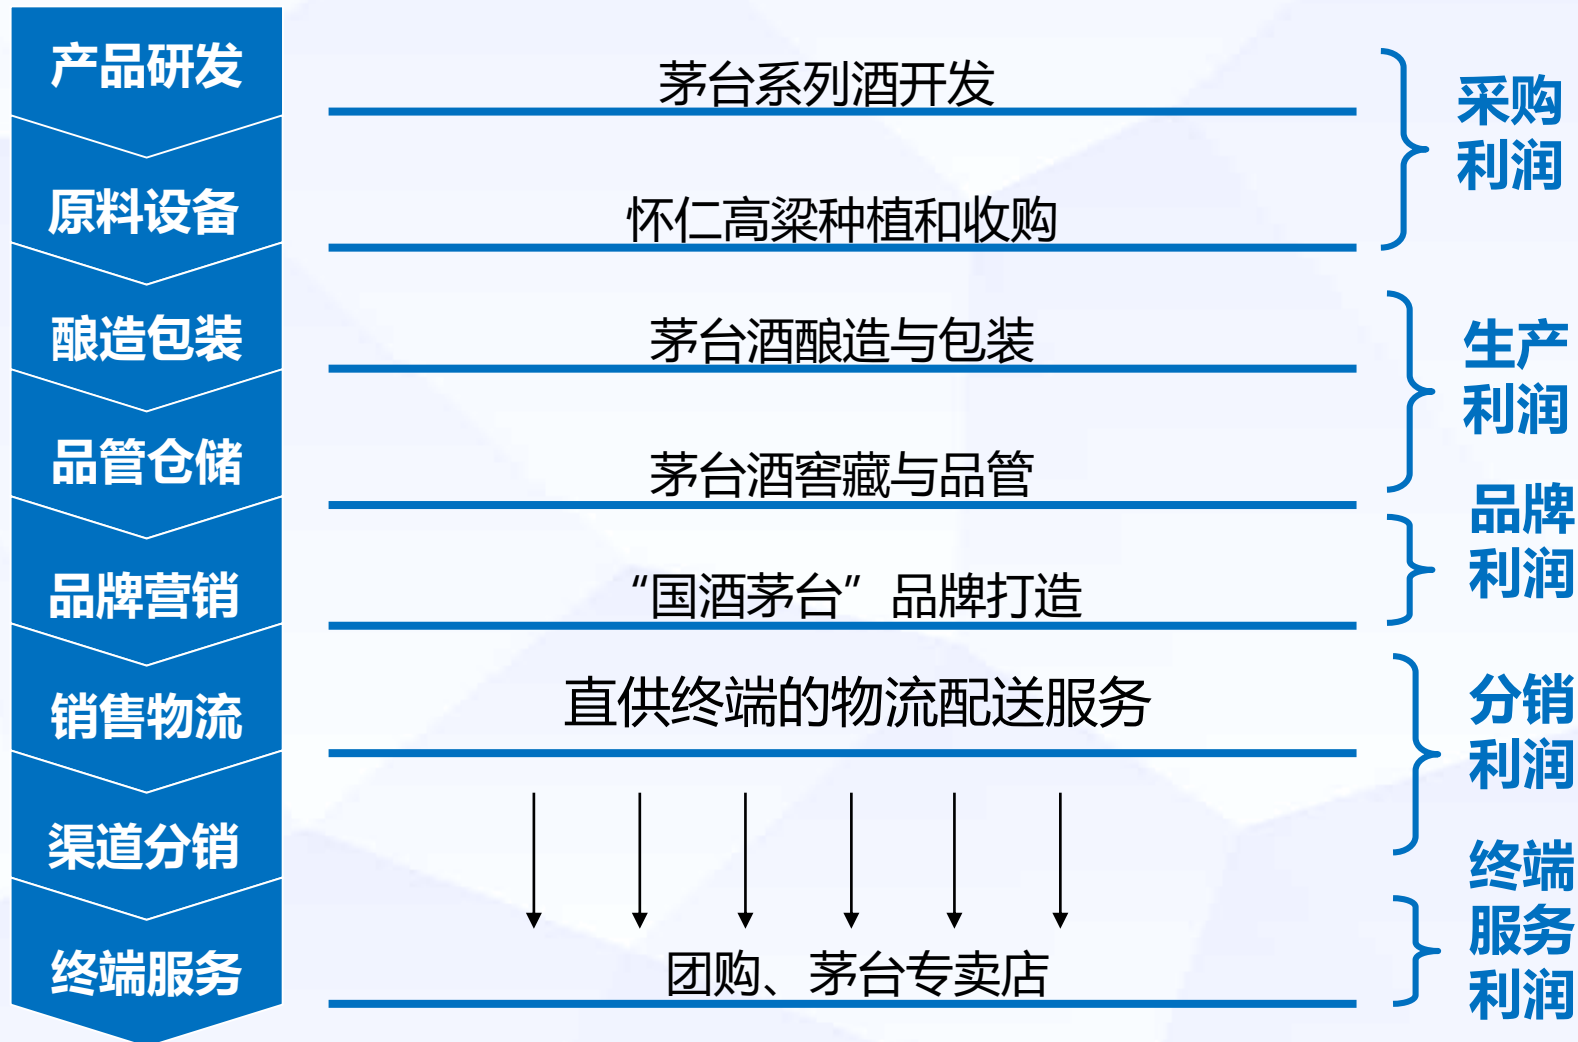 产品研发
茅台系列酒开发
采购
利润
原料设备
怀仁高粱种植和收购
酿造包装
茅台酒酿造与包装
生产
利润
品管仓储
茅台酒窖藏与品管
品牌
利润
品牌营销
“国酒茅台”品牌打造
销售物流
直供终端的物流配送服务
分销
利润
渠道分销
终端
服务
利润
终端服务
团购、茅台专卖店